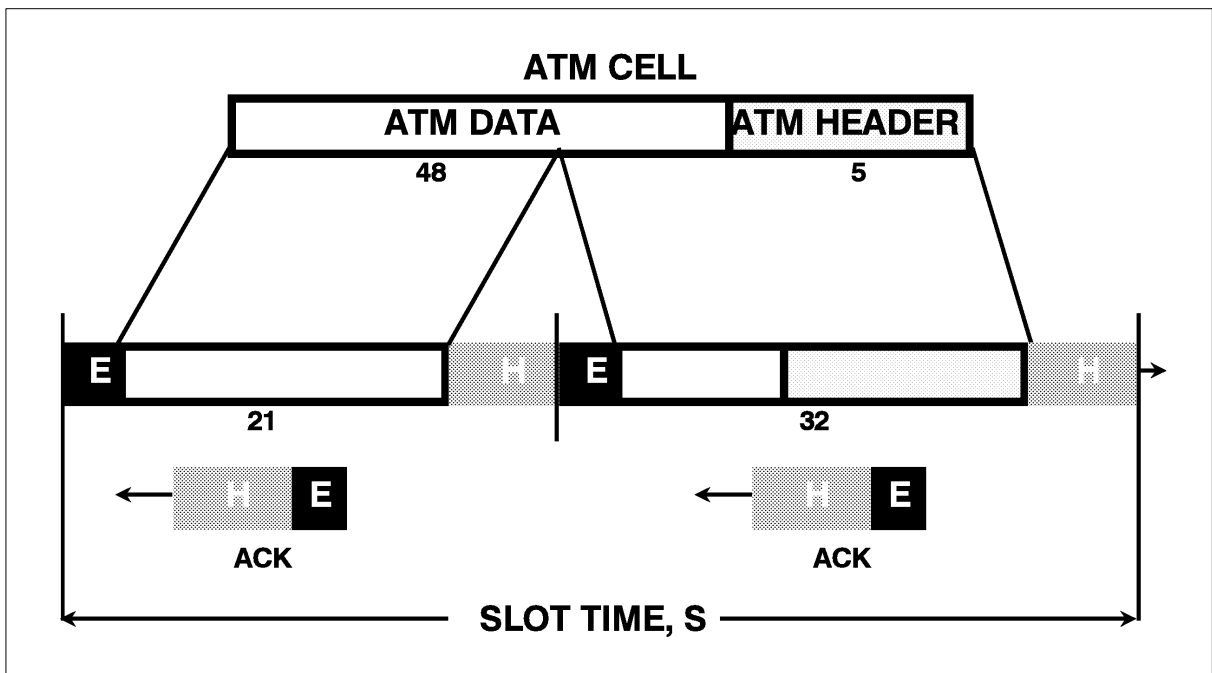 ATM CELL
ATM DATA ATM HEADER
48 5
E H E H
21 32
H E H E
ACK ACK
SLOT TIME, S